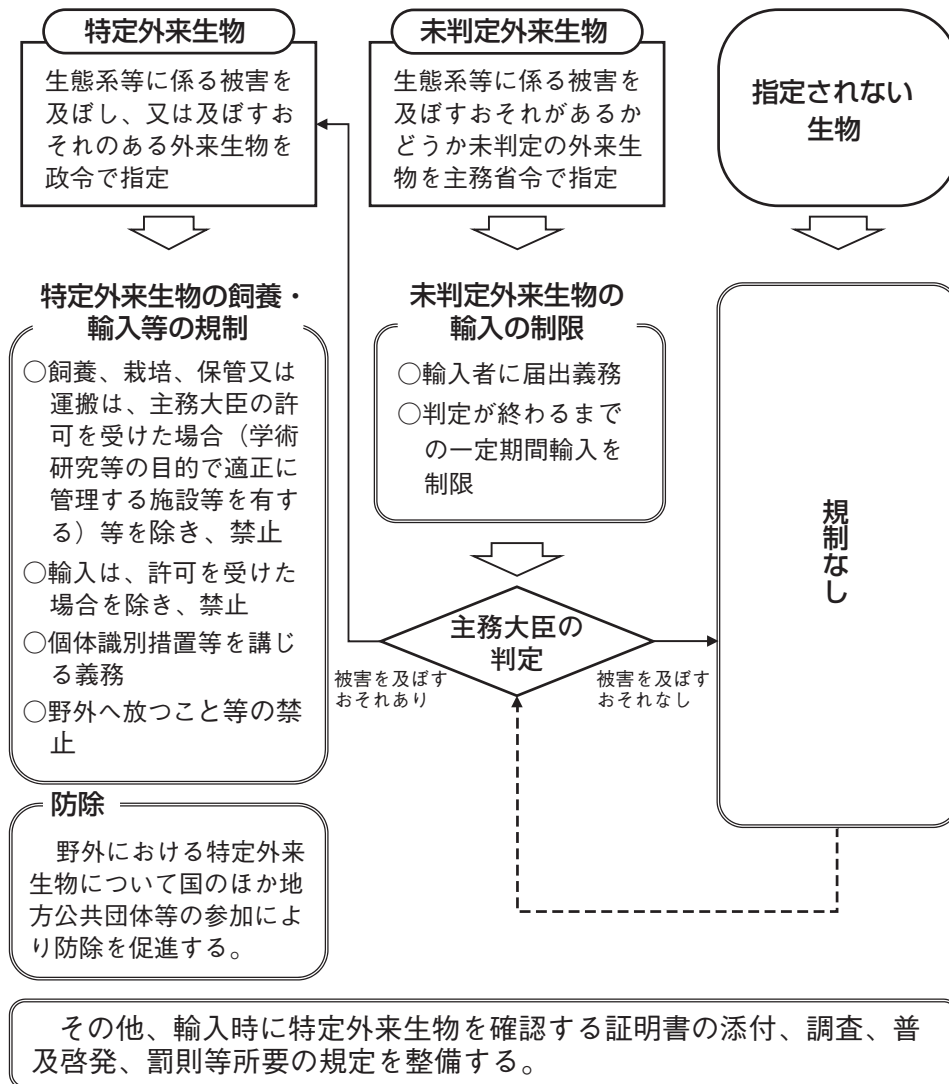 特定外来生物
生態系等に係る被害を
及ぼし、又は及ぼすお
それのある外来生物を
政令で指定
未判定外来生物
生態系等に係る被害を
及ぼすおそれがあるか
どうか未判定の外来生
物を主務省令で指定
指定されない
生物
特定外来生物の飼養・
輸入等の規制
○飼養、栽培、保管又は
運搬は、主務大臣の許
可を受けた場合（学術
研究等の目的で適正に
管理する施設等を有す
る）等を除き、禁止
○輸入は、許可を受けた
場合を除き、禁止
○個体識別措置等を講じ
る義務
○野外へ放つこと等の禁
止
未判定外来生物の
輸入の制限
○輸入者に届出義務
○判定が終わるまで
の一定期間輸入を
制限
主務大臣の
判定
被害を及ぼす
おそれあり
被害を及ぼす
おそれなし
規制なし
防除
野外における特定外来
生物について国のほか地
方公共団体等の参加によ
り防除を促進する。
その他、輸入時に特定外来生物を確認する証明書の添付、調査、普
及啓発、罰則等所要の規定を整備する。